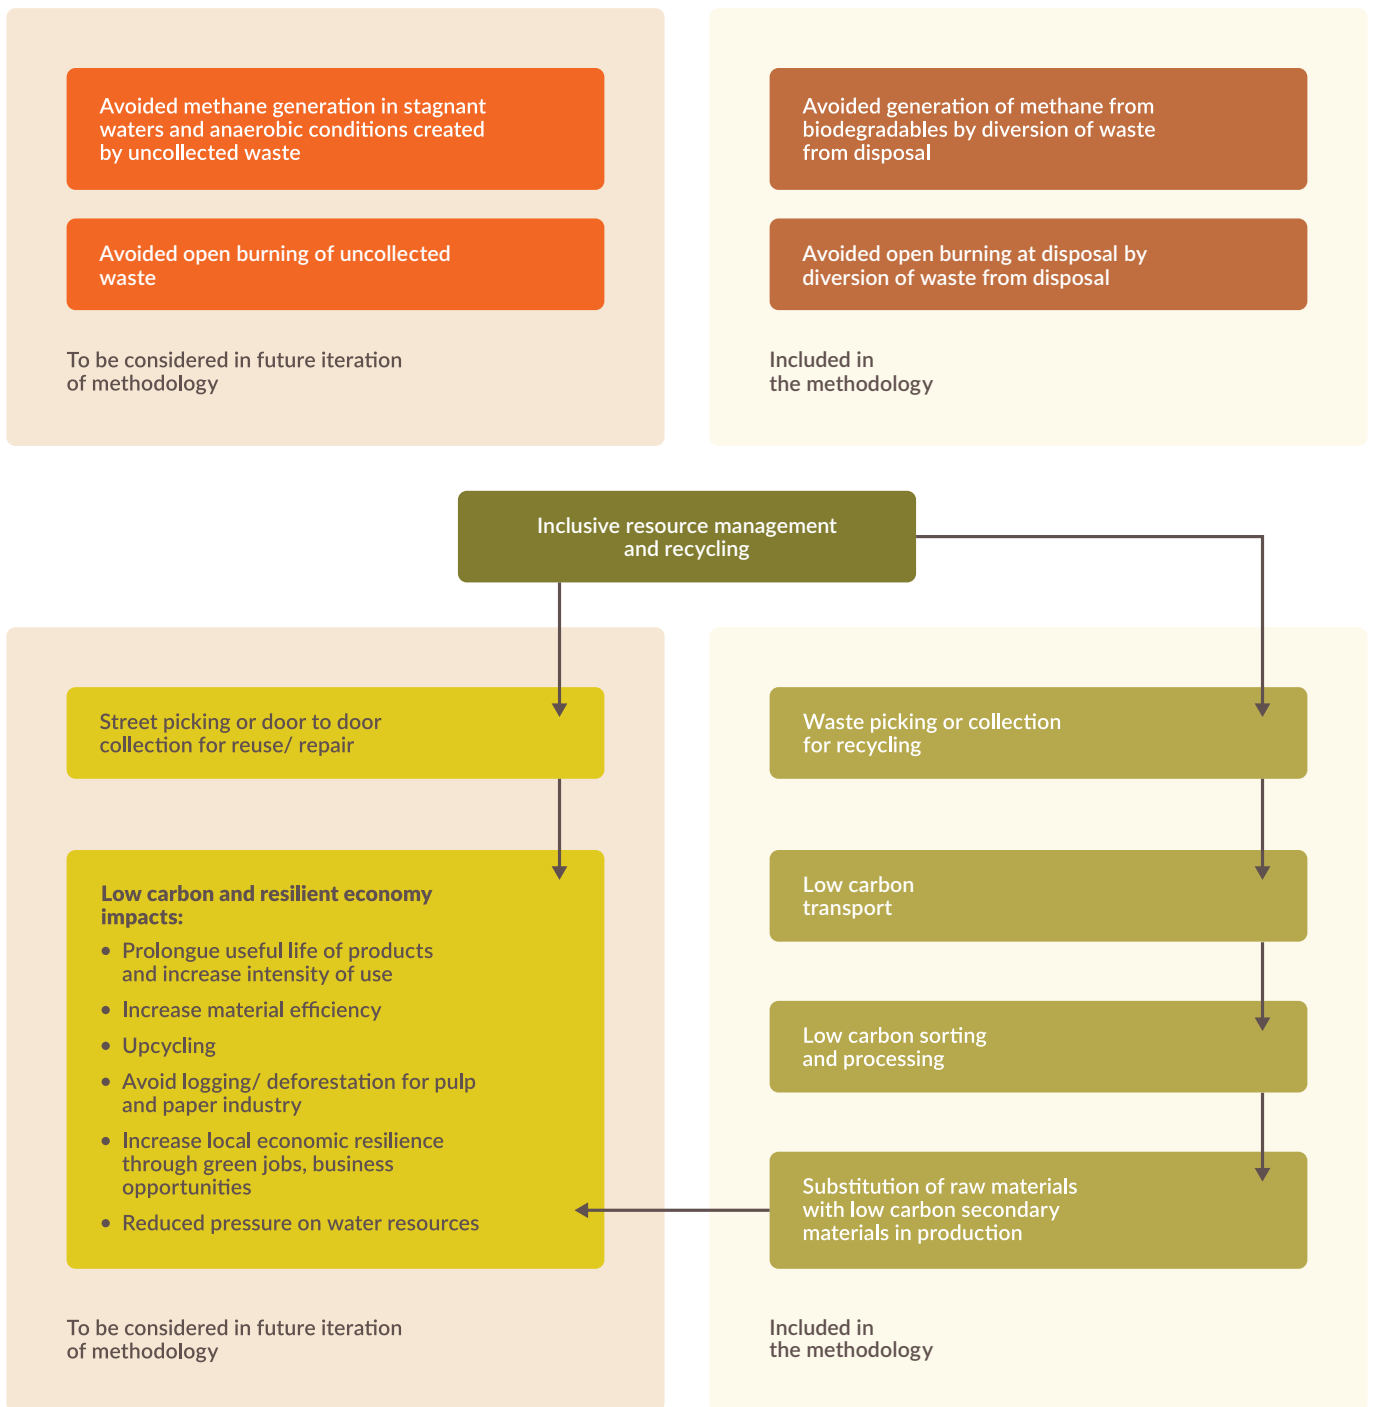 Avoided methane generation in stagnant
waters and anaerobic conditions created
by uncollected waste
Avoided open burning of uncollected
waste
To be considered in future iteration
of methodology
Avoided generation of methane from
biodegradables by diversion of waste
from disposal
Avoided open burning at disposal by
diversion of waste from disposal
Included in
the methodology
Inclusive resource management
and recycling
Street picking or door to door
collection for reuse/ repair
Low carbon and resilient economy
impacts:
• Prolongue useful life of products
and increase intensity of use
• Increase material efficiency
• Upcycling
• Avoid logging/ deforestation for pulp
and paper industry
• Increase local economic resilience
through green jobs, business
opportunities
• Reduced pressure on water resources
To be considered in future iteration
of methodology
Waste picking or collection
for recycling
Low carbon
transport
Low carbon sorting
and processing
Substitution of raw materials
with low carbon secondary
materials in production
Included in
the methodology